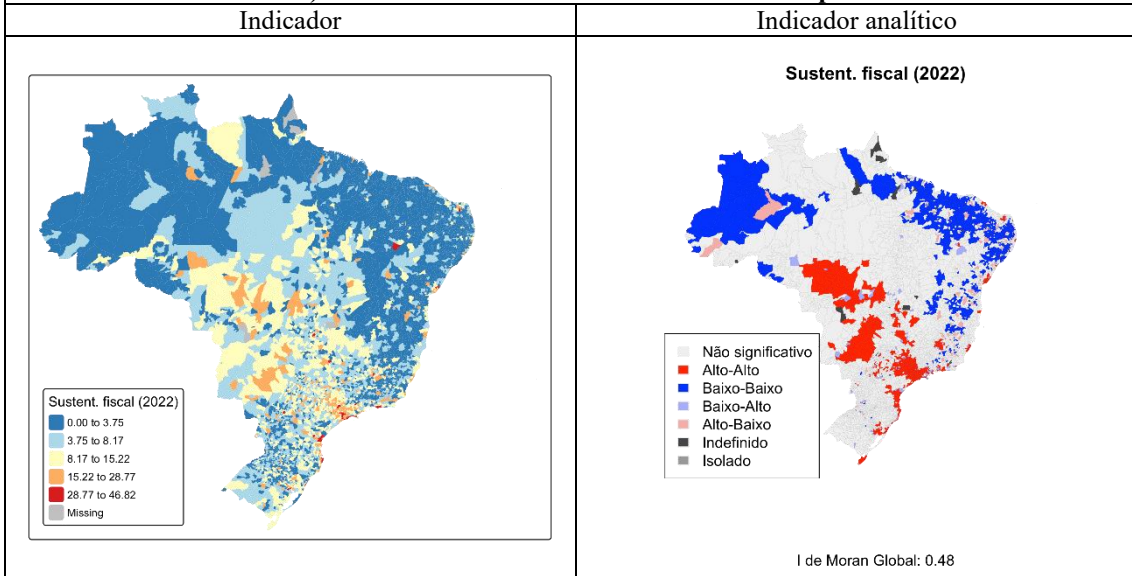 Indicador
Indicador analítico
Sustent. fiscal (2022)
0.00 to 3.75
3.75 to 8.17
8.17 to 15.22
15.22 to 28.77
28.77 to 46.82
Missing
Sustent. fiscal (2022)
Não significativo
Alto-Alto
Baixo-Baixo
Baixo-Alto
Alto-Baixo
Indefinido
Isolado
I de Moran Global: 0.48